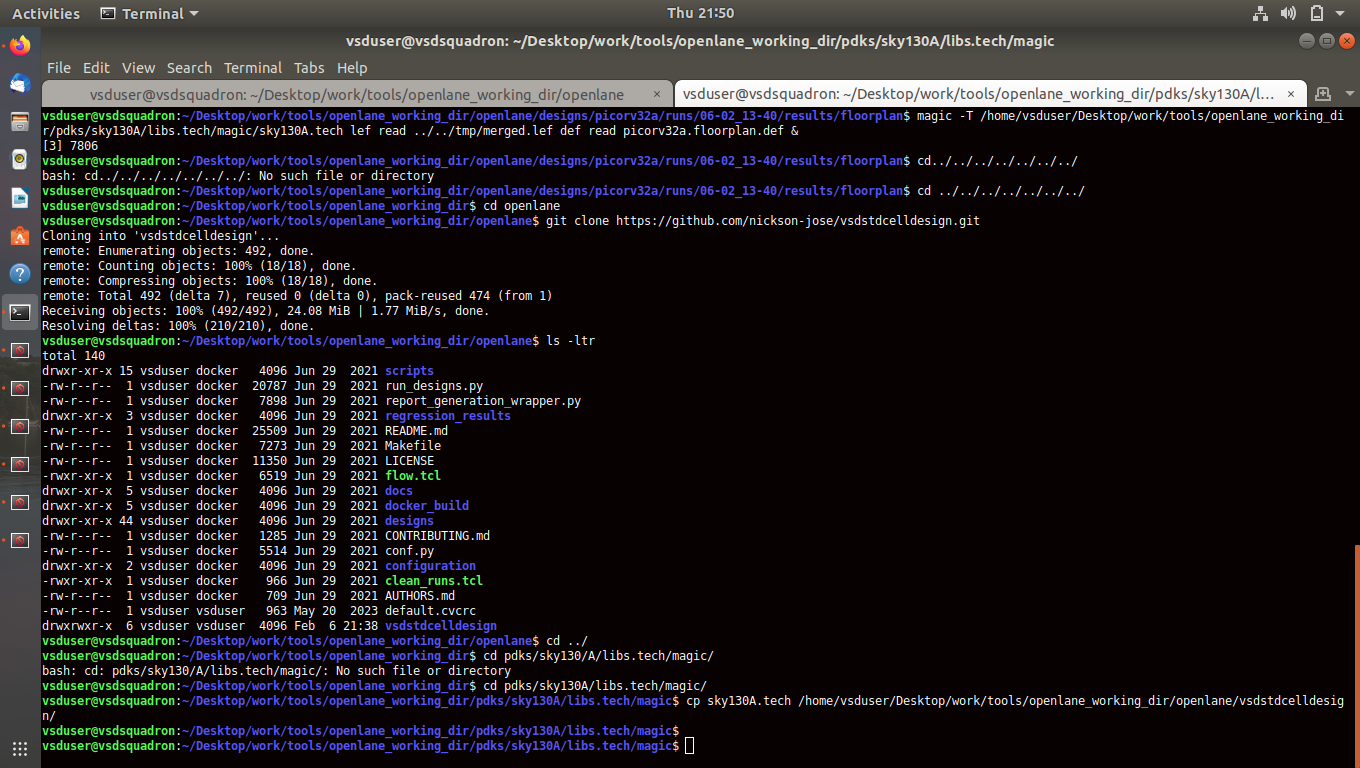 Activities
Terminal
Thu 21:50
vsduser@vsdsquadron: ~/Desktop/work/tools/openlane_working_dir/pdks/sky130A/libs.tech/magic
File Edit View Search Terminal Tabs Help
vsduser@vsdsquadron: ~/Desktop/work/tools/openlane_working_dir/openlane
vsduser@vsdsquadron: ~/Desktop/work/tools/openlane_working_dir/pdks/sky130A/l...
vsduser@vsdsquadron:~/Desktop/work/tools/openlane_working_dir/openlane/designs/picorv32a/runs/06-02_13-40/results/floorplan$ magic -T /home/vsduser/Desktop/work/tools/openlane_working_di
r/pdks/sky130A/libs.tech/magic/sky130A.tech lef read ../../tmp/merged.lef def read picorv32a.floorplan.def &
[3] 7806
vsduser@vsdsquadron:~/Desktop/work/tools/openlane_working_dir/openlane/designs/picorv32a/runs/06-02_13-40/results/floorplan$ cd../../../../../../../
bash: cd../../../../../../../: No such file or directory
vsduser@vsdsquadron:~/Desktop/work/tools/openlane_working_dir/openlane/designs/picorv32a/runs/06-02_13-40/results/floorplan$ cd ../../../../../../../
vsduser@vsdsquadron:~/Desktop/work/tools/openlane_working_dir$ cd openlane
vsduser@vsdsquadron:~/Desktop/work/tools/openlane_working_dir/openlane$ git clone https://github.com/nickson-jose/vsdstdcelldesign.git
Cloning into 'vsdstdcelldesign'...
remote: Enumerating objects: 492, done.
remote: Counting objects: 100% (18/18), done.
remote: Compressing objects: 100% (18/18), done.
remote: Total 492 (delta 7), reused 0 (delta 0), pack-reused 474 (from 1)
Receiving objects: 100% (492/492), 24.08 MiB | 1.77 MiB/s, done.
Resolving deltas: 100% (210/210), done.
vsduser@vsdsquadron:~/Desktop/work/tools/openlane_working_dir/openlane$ ls -ltr
total 140
drwxr-xr-x 15 vsduser docker 4096 Jun 29 2021 scripts
-rw-r--r-- 1 vsduser docker 20787 Jun 29 2021 run_designs.py
-rw-r--r-- 1 vsduser docker 7898 Jun 29 2021 report_generation_wrapper.py
drwxr-xr-x 3 vsduser docker 4096 Jun 29 2021 regression_results
-rw-r--r-- 1 vsduser docker 25509 Jun 29 2021 README.md
-rw-r--r-- 1 vsduser docker 7273 Jun 29 2021 Makefile
-rw-r--r-- 1 vsduser docker 11350 Jun 29 2021 LICENSE
-rwxr-xr-x 1 vsduser docker 6519 Jun 29 2021 flow.tcl
drwxr-xr-x 5 vsduser docker 4096 Jun 29 2021 docs
drwxr-xr-x 5 vsduser docker 4096 Jun 29 2021 docker_build
drwxr-xr-x 44 vsduser docker 4096 Jun 29 2021 designs
-rw-r--r-- 1 vsduser docker 1285 Jun 29 2021 CONTRIBUTING.md
-rw-r--r-- 1 vsduser docker 5514 Jun 29 2021 conf.py
drwxr-xr-x 2 vsduser docker 4096 Jun 29 2021 configuration
-rwxr-xr-x 1 vsduser docker 966 Jun 29 2021 clean_runs.tcl
-rw-r--r-- 1 vsduser docker 709 Jun 29 2021 AUTHORS.md
-rw-r--r-- 1 vsduser vsduser 963 May 20 2023 default.cvcrc
drwxrwxr-x 6 vsduser vsduser 4096 Feb 6 21:38 vsdstdcelldesign
vsduser@vsdsquadron:~/Desktop/work/tools/openlane_working_dir/openlane$ cd ../
vsduser@vsdsquadron:~/Desktop/work/tools/openlane_working_dir$ cd pdks/sky130/A/libs.tech/magic/
bash: cd: pdks/sky130/A/libs.tech/magic/: No such file or directory
vsduser@vsdsquadron:~/Desktop/work/tools/openlane_working_dir$ cd pdks/sky130A/libs.tech/magic/
vsduser@vsdsquadron:~/Desktop/work/tools/openlane_working_dir/pdks/sky130A/libs.tech/magic$ cp sky130A.tech /home/vsduser/Desktop/work/tools/openlane_working_dir/openlane/vsdstdcelldesig
n/
vsduser@vsdsquadron:~/Desktop/work/tools/openlane_working_dir/pdks/sky130A/libs.tech/magic$
vsduser@vsdsquadron:~/Desktop/work/tools/openlane_working_dir/pdks/sky130A/libs.tech/magic$